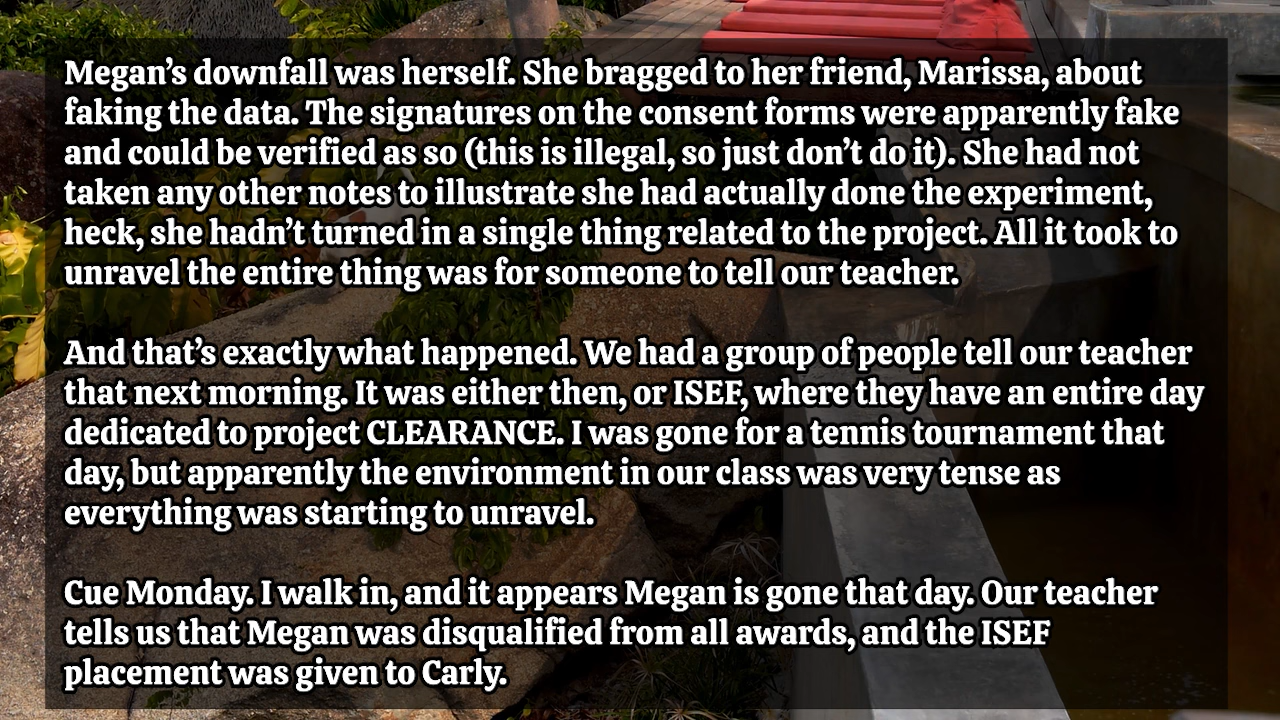 Megan’s downfall was herself. She bragged to her friend, Marissa, about
faking the data. The signatures on the consent forms were apparently fake
and could be verified as so (this is illegal, so just don’t do it). She had not
taken any other notes to illustrate she had actually done the experiment,
heck, she hadn’t turned in a single thing related to the project. All it took to
unravel the entire thing was for someone to tell our teacher.
And that’s exactly what happened. We had a group of people tell our teacher
that next morning. It was either then, or ISEF, where they have an entire day
dedicated to project CLEARANCE. I was gone for a tennis tournament that
day, but apparently the environment in our class was very tense as
everything was starting to unravel.
Cue Monday. I walk in, and it appears Megan is gone that day. Our teacher
tells us that Megan was disqualified from all awards, and the ISEF
placement was given to Carly.